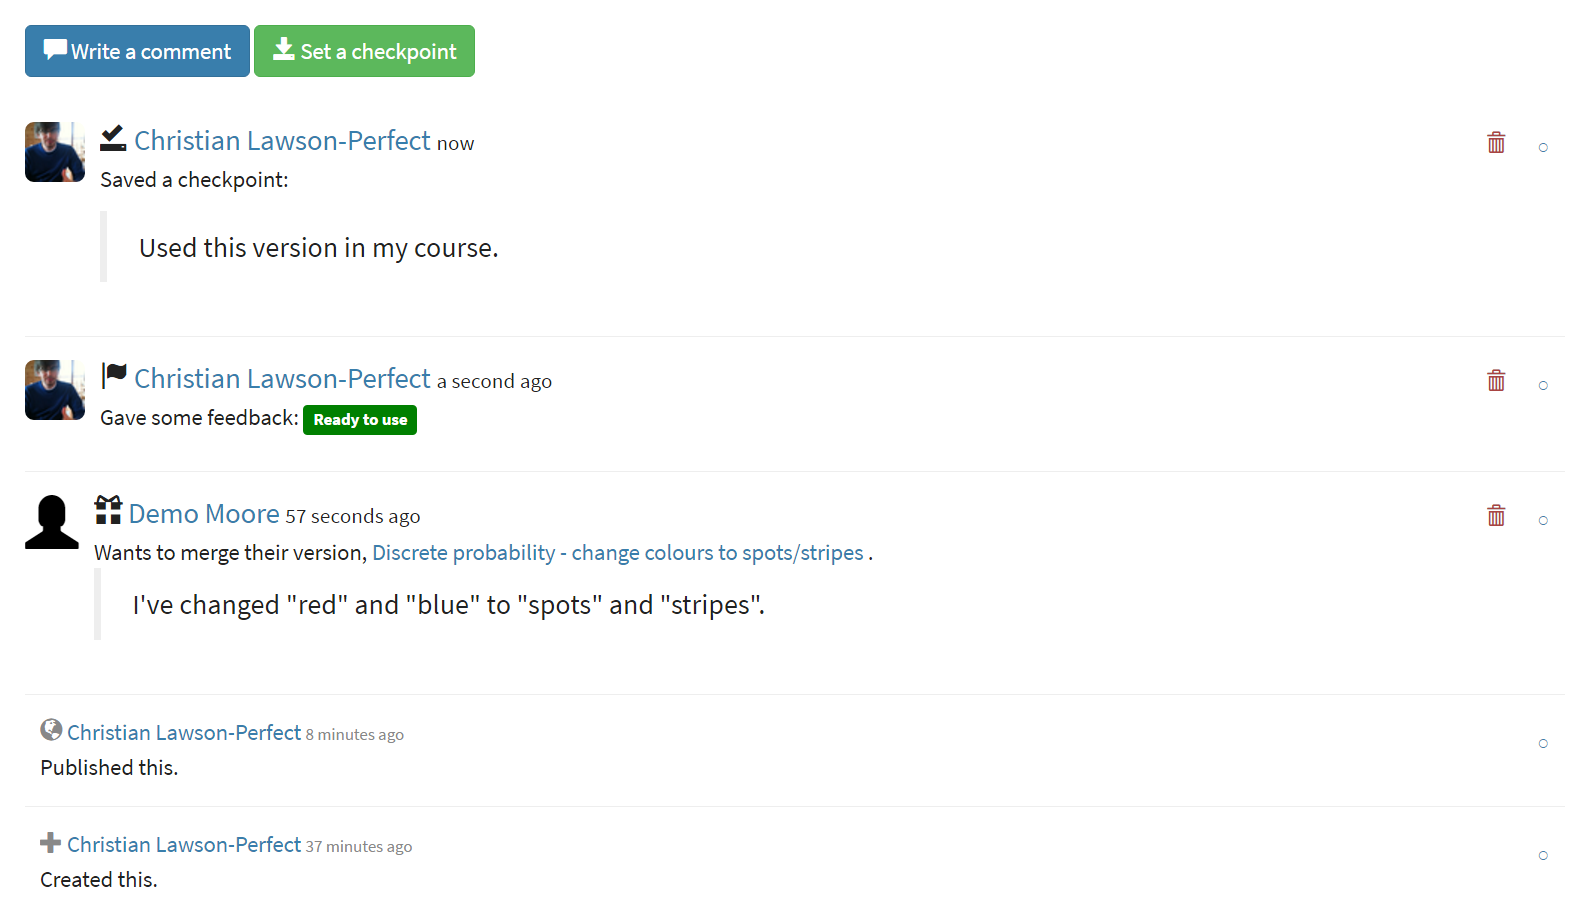 Write a comment Set a checkpoint
Christian Lawson-Perfect now
Saved a checkpoint:
Used this version in my course.
Christian Lawson-Perfect a second ago
Gave some feedback: Ready to use
Demo Moore 57 seconds ago
Wants to merge their version, Discrete probability - change colours to spots/stripes .
I've changed "red" and "blue" to "spots" and "stripes".
Christian Lawson-Perfect 8 minutes ago
Published this.
Christian Lawson-Perfect 37 minutes ago
Created this.